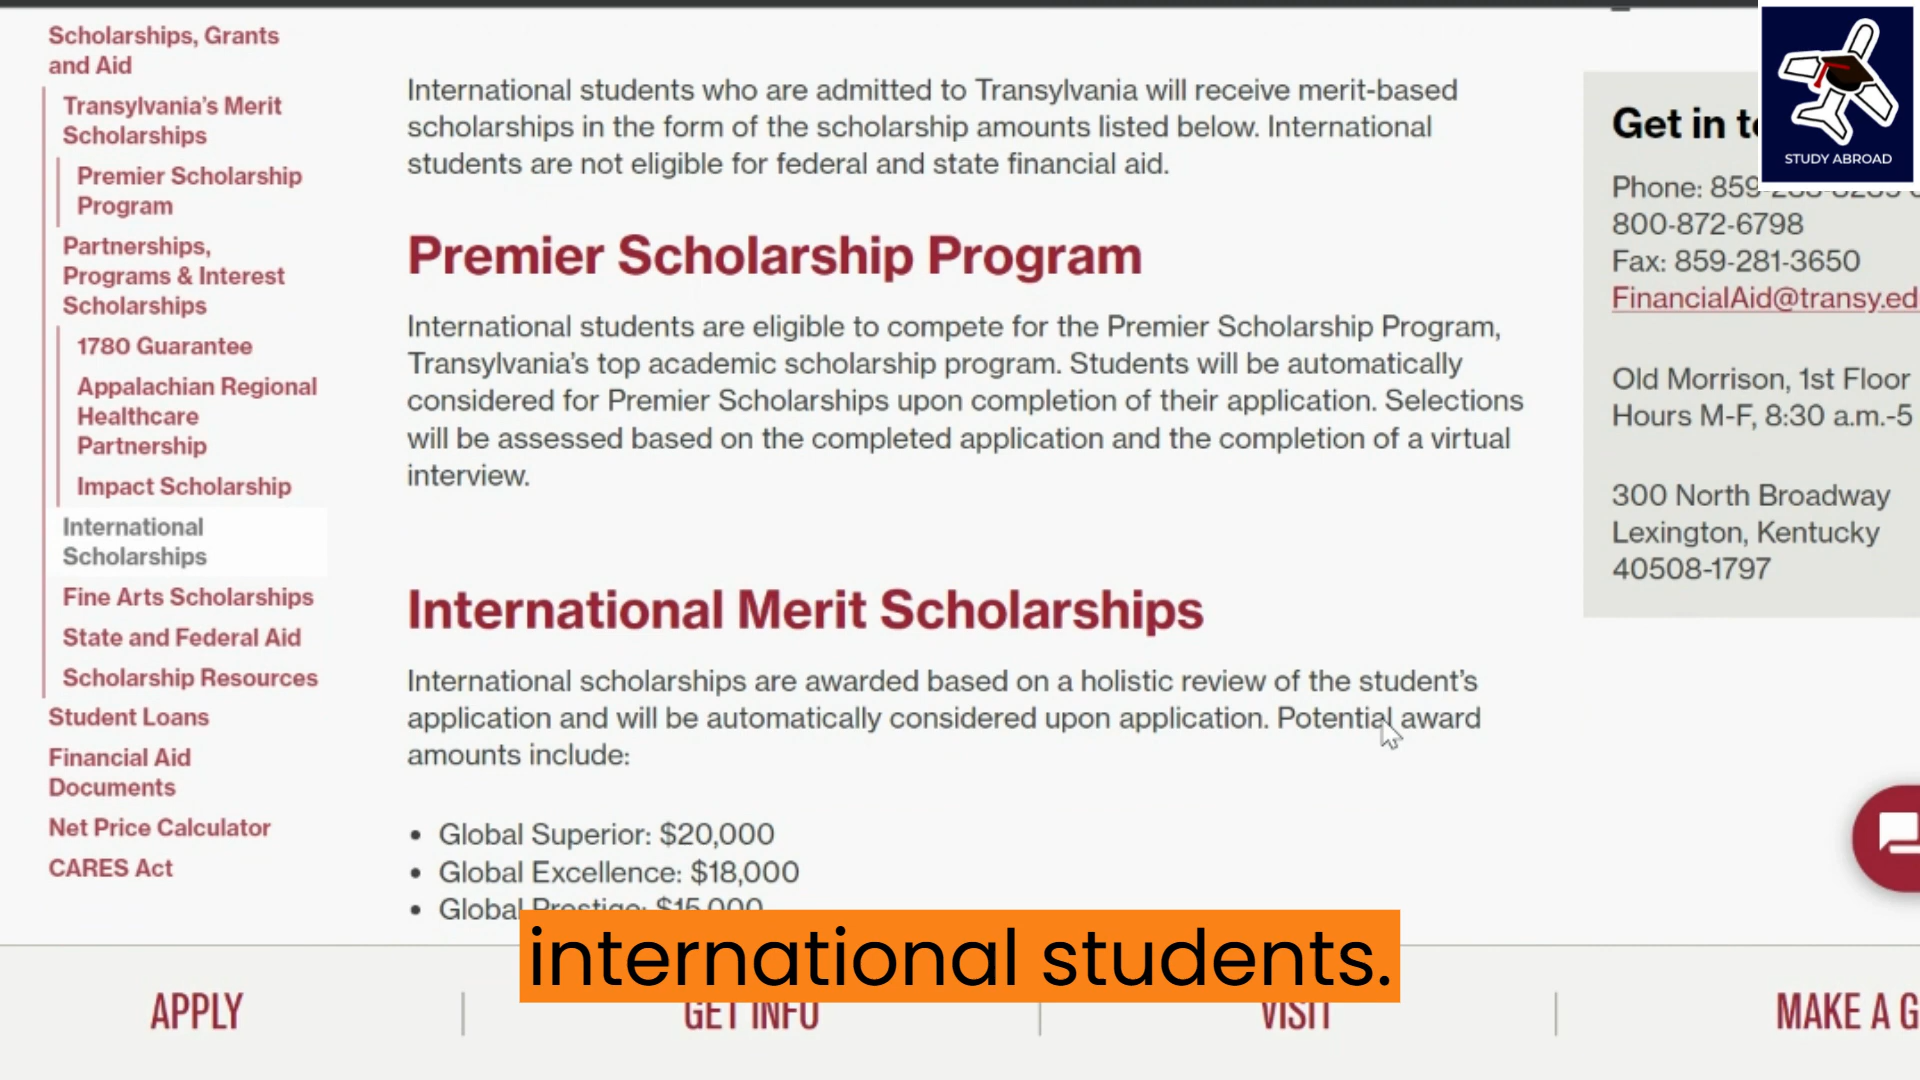 Scholarships, Grants
and Aid
Transylvania's Merit
Scholarships
Premier Scholarship
Program
Partnerships,
Programs & Interest
Scholarships
1780 Guarantee
Appalachian Regional
Healthcare
Partnership
Impact Scholarship
International
Scholarships
Fine Arts Scholarships
State and Federal Aid
Scholarship Resources
Student Loans
Financial Aid
Documents
Net Price Calculator
CARES Act
International students who are admitted to Transylvania will receive merit-based
scholarships in the form of the scholarship amounts listed below. International
students are not eligible for federal and state financial aid.
Premier Scholarship Program
International students are eligible to compete for the Premier Scholarship Program,
Transylvania's top academic scholarship program. Students will be automatically
considered for Premier Scholarships upon completion of their application. Selections
will be assessed based on the completed application and the completion of a virtual
interview.
International Merit Scholarships
International scholarships are awarded based on a holistic review of the student's
application and will be automatically considered upon application. Potential award
amounts include:
• Global Superior: $20,000
• Global Excellence: $18,000
• Global Prestige: $15,000
Get in
STUDY ABROAD
Phone: 859
800-872-6798
Fax: 859-281-3650
FinancialAid@transy.ed
Old Morrison, 1st Floor
Hours M-F, 8:30 a.m.-5
300 North Broadway
Lexington, Kentucky
40508-1797
international students.
APPLY
GET INFO
VISIT
MAKE A G